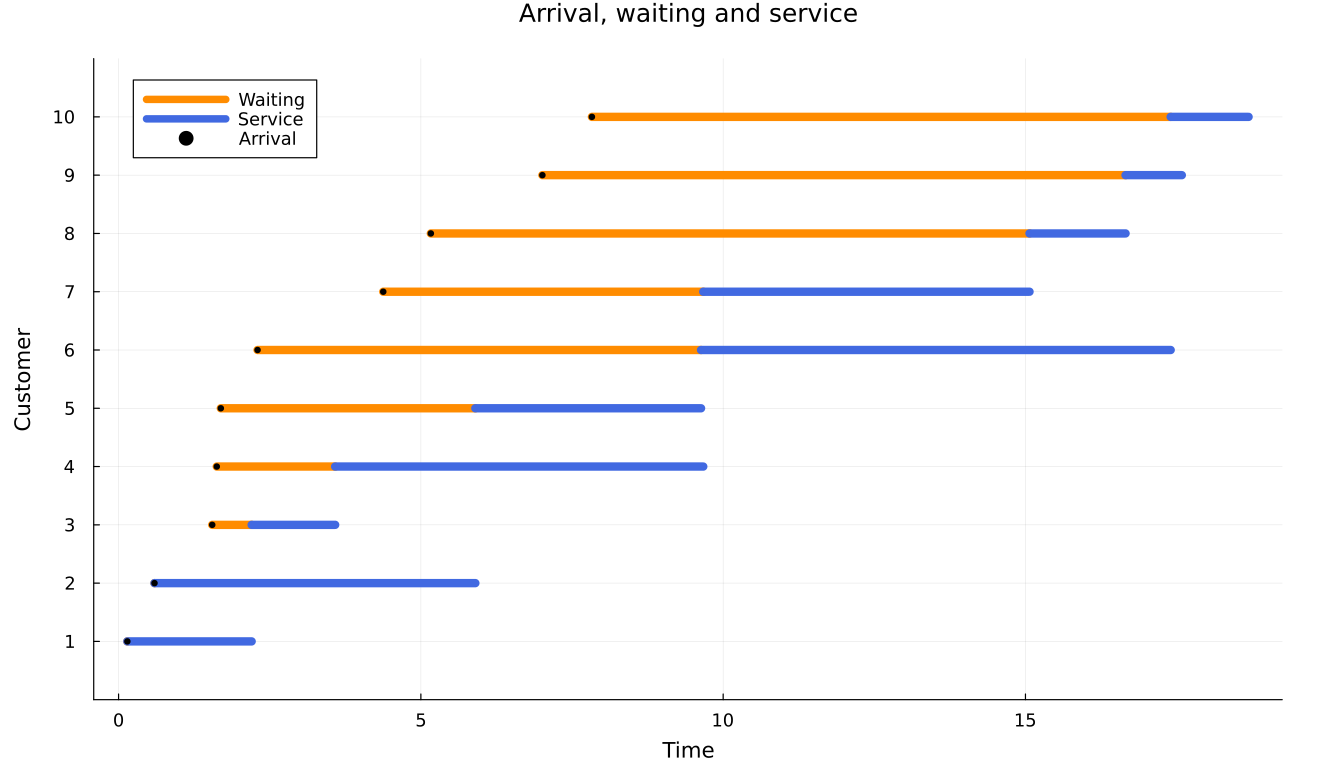 Arrival, waiting and service
Waiting
Service
Arrival
10
9
8
7
6
5
4
3
2
1
Customer
0 5 10 15
Time